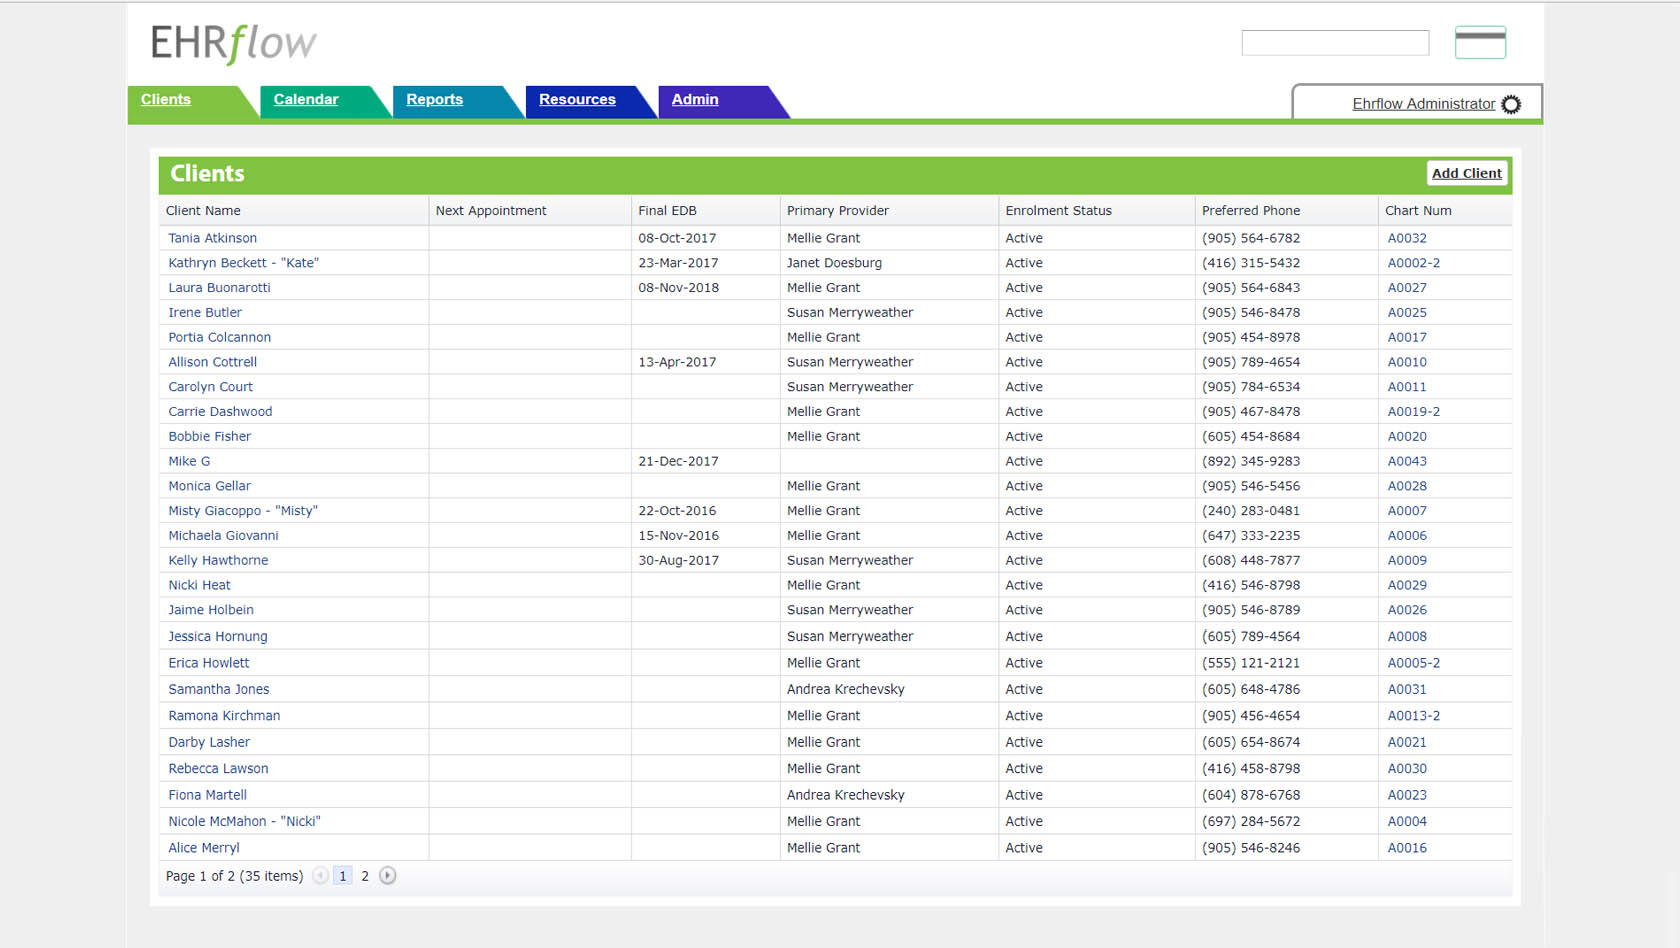 EHRflow
Clients Calendar Reports Resources Admin Ehrflow Administrator
Clients Add Client
Client Name Next Appointment Final EDB Primary Provider Enrolment Status Preferred Phone Chart Num
Tania Atkinson 08-Oct-2017 Mellie Grant Active (905) 564-6782 A0032
Kathryn Beckett - "Kate" 23-Mar-2017 Janet Doesburg Active (416) 315-5432 A0002-2
Laura Buonarotti 08-Nov-2018 Mellie Grant Active (905) 564-6843 A0027
Irene Butler Susan Merryweather Active (905) 546-8478 A0025
Portia Colcannon Mellie Grant Active (905) 454-8978 A0017
Allison Cottrell 13-Apr-2017 Susan Merryweather Active (905) 789-4654 A0010
Carolyn Court Susan Merryweather Active (905) 784-6534 A0011
Carrie Dashwood Mellie Grant Active (905) 467-8478 A0019-2
Bobbie Fisher Mellie Grant Active (605) 454-8684 A0020
Mike G 21-Dec-2017 Active (892) 345-9283 A0043
Monica Gellar Mellie Grant Active (905) 546-5456 A0028
Misty Giacoppo - "Misty" 22-Oct-2016 Mellie Grant Active (240) 283-0481 A0007
Michaela Giovanni 15-Nov-2016 Mellie Grant Active (647) 333-2235 A0006
Kelly Hawthorne 30-Aug-2017 Susan Merryweather Active (608) 448-7877 A0009
Nicki Heat Mellie Grant Active (416) 546-8798 A0029
Jaime Holbein Susan Merryweather Active (905) 546-8789 A0026
Jessica Hornung Susan Merryweather Active (605) 789-4564 A0008
Erica Howlett Mellie Grant Active (555) 121-2121 A0005-2
Samantha Jones Andrea Krechevsky Active (605) 648-4786 A0031
Ramona Kirchman Mellie Grant Active (905) 456-4654 A0013-2
Darby Lasher Mellie Grant Active (605) 654-8674 A0021
Rebecca Lawson Mellie Grant Active (416) 458-8798 A0030
Fiona Martell Andrea Krechevsky Active (604) 878-6768 A0023
Nicole McMahon - "Nicki" Mellie Grant Active (697) 284-5672 A0004
Alice Merryl Mellie Grant Active (905) 546-8246 A0016
Page 1 of 2 (35 items) 1 2